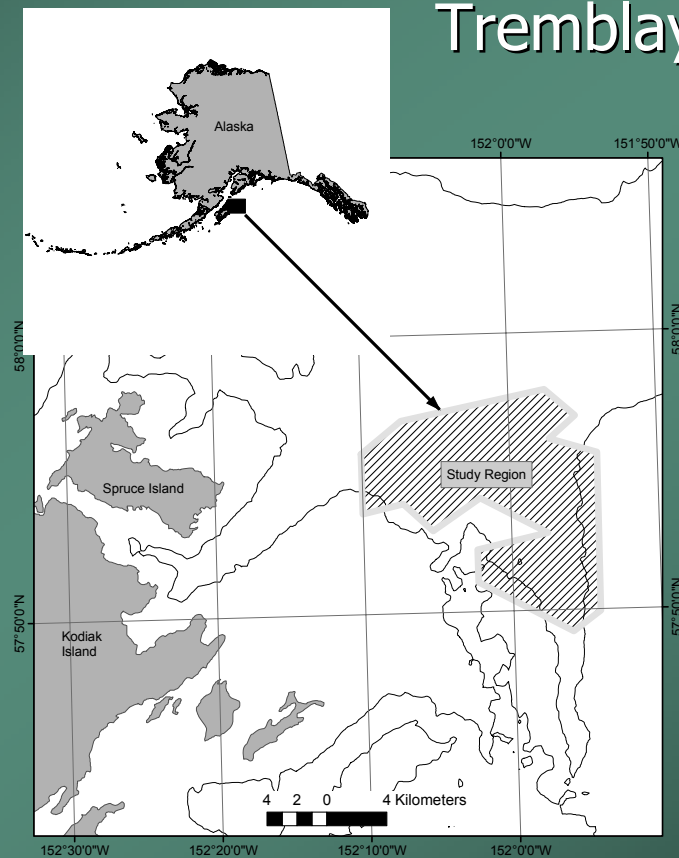 Tremblay
Alaska
152°0'0"W
151°50'0"W
58°0'0"N
58°0'0"N
Study Region
Spruce Island
57°50'0"N
57°50'0"N
Kodiak
Island
4 2 0 4 Kilometers
152°30'0"W
152°20'0"W
152°10'0"W
152°0'0"W